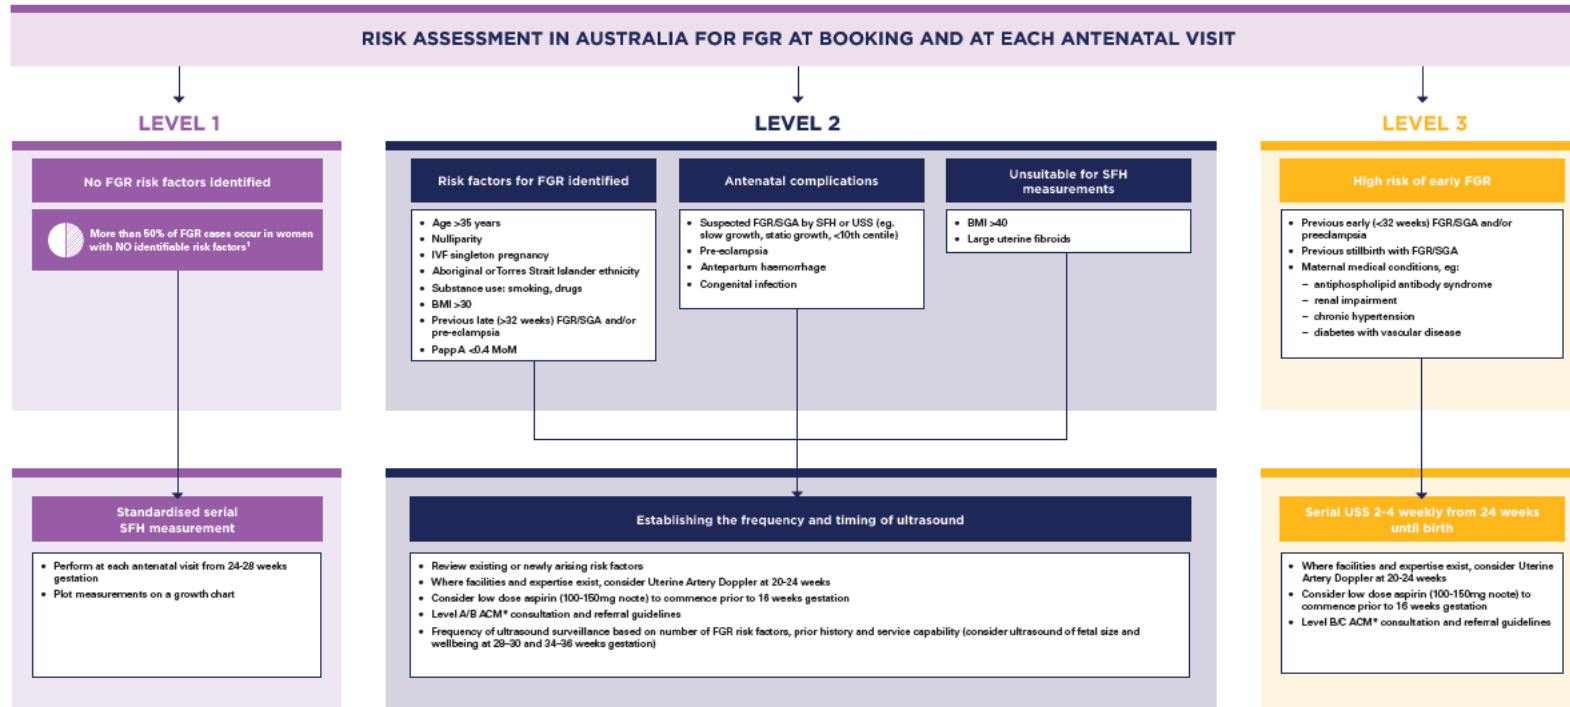 RISK ASSESSMENT IN AUSTRALIA FOR FGR AT BOOKING AND AT EACH ANTENATAL VISIT
LEVEL 1
No FGR risk factors identified
More than 50% of FGR cases occur in women
with NO identifiable risk factors¹
Standardised serial
SFH measurement
• Perform at each antenatal visit from 24-28 weeks
gestation
• Plot measurements on a growth chart
LEVEL 2
Risk factors for FGR identified
• Age >35 years
• Nulliparity
• IVF singleton pregnancy
• Aboriginal or Torres Strait Islander ethnicity
• Substance use: smoking, drugs
• BMI >30
• Previous late (>32 weeks) FGR/SGA and/or
pre-eclampsia
• PappA <0.4 MoM
Antenatal complications
• Suspected FGR/SGA by SFH or USS (eg.
slow growth, static growth, <10th centile)
• Pre-eclampsia
• Antepartum haemorrhage
• Congenital infection
Unsuitable for SFH
measurements
• BMI >40
• Large uterine fibroids
Establishing the frequency and timing of ultrasound
• Review existing or newly arising risk factors
• Where facilities and expertise exist, consider Uterine Artery Doppler at 20-24 weeks
• Consider low dose aspirin (100-150mg nocte) to commence prior to 16 weeks gestation
• Level A/B ACM* consultation and referral guidelines
• Frequency of ultrasound surveillance based on number of FGR risk factors, prior history and service capability (consider ultrasound of fetal size and
wellbeing at 28–30 and 34–36 weeks gestation)
LEVEL 3
High risk of early FGR
• Previous early (<32 weeks) FGR/SGA and/or
preeclampsia
• Previous stillbirth with FGR/SGA
• Maternal medical conditions, eg:
– antiphospholipid antibody syndrome
– renal impairment
– chronic hypertension
– diabetes with vascular disease
Serial USS 2-4 weekly from 24 weeks
until birth
• Where facilities and expertise exist, consider Uterine
Artery Doppler at 20-24 weeks
• Consider low dose aspirin (100-150mg nocte) to
commence prior to 16 weeks gestation
• Level B/C ACM* consultation and referral guidelines